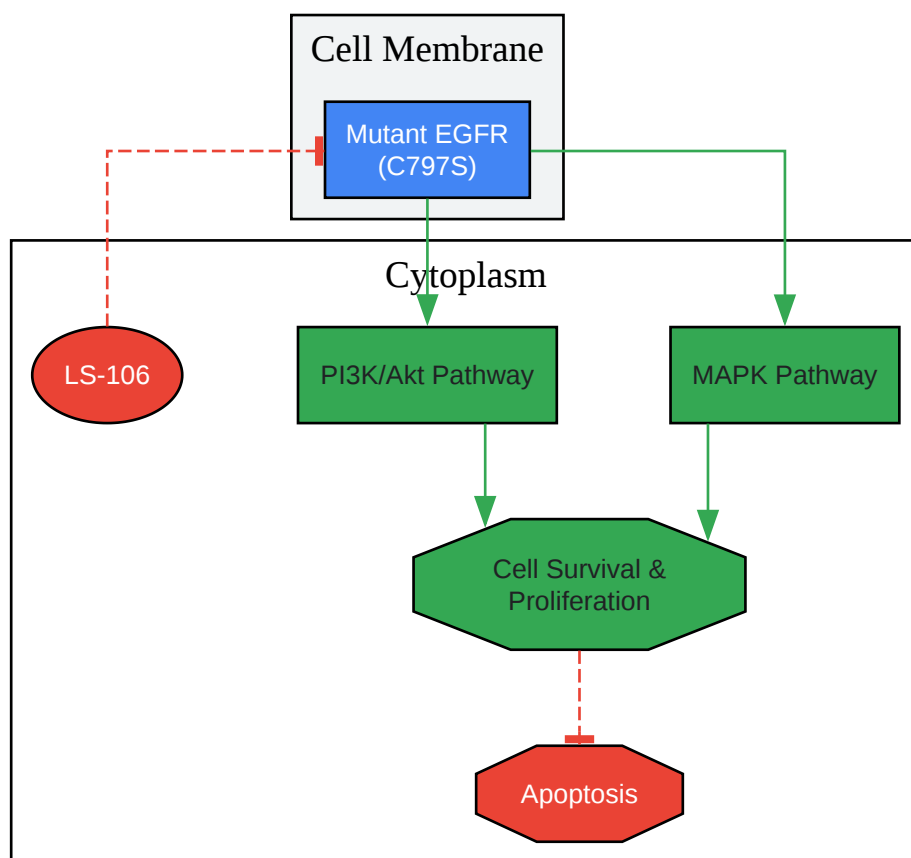 Cell Membrane
Mutant EGFR
(C797S)
Cytoplasm
LS-106
PI3K/Akt Pathway
MAPK Pathway
Cell Survival &
Proliferation
Apoptosis